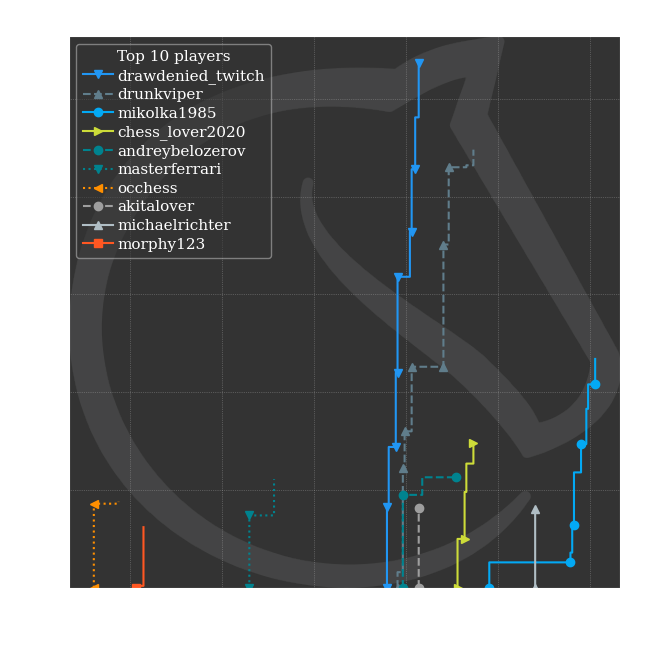 Top 10 players
drawdenied_twitch
drunkviper
mikolka1985
chess_lover2020
andreybelozerov
masterferrari
occhess
akitalover
michaelrichter
morphy123